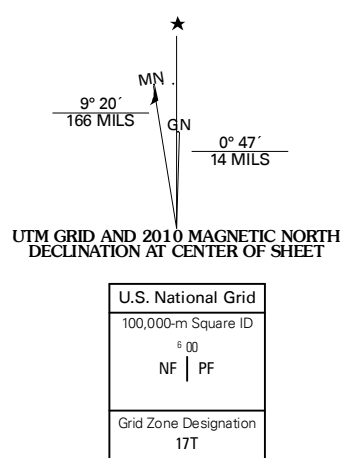 ★
MN
9° 20´
166 MILS
GN
0° 47´
14 MILS
UTM GRID AND 2010 MAGNETIC NORTH
DECLINATION AT CENTER OF SHEET
U.S. National Grid
100,000-m Square ID
6 00
NF PF
Grid Zone Designation
17T